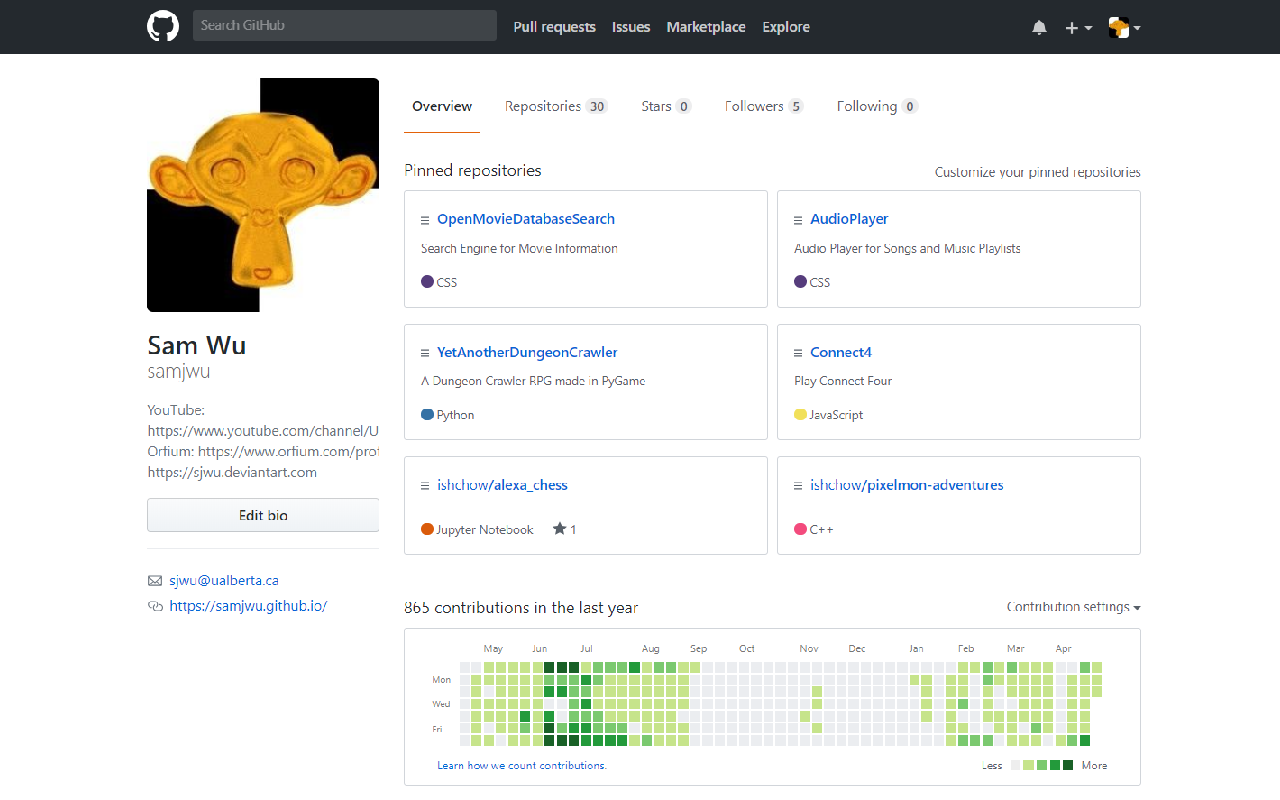 Search GitHub
Pull requests
Issues
Marketplace
Explore
Overview
Repositories 30
Stars 0
Followers 5
Following 0
Sam Wu
samjwu
YouTube:
https://www.youtube.com/channel/U
Orfium: https://www.orfium.com/prof
https://sjwu.deviantart.com
Edit bio
sjwu@ualberta.ca
https://samjwu.github.io/
Pinned repositories
Customize your pinned repositories
OpenMovieDatabaseSearch
Search Engine for Movie Information
CSS
AudioPlayer
Audio Player for Songs and Music Playlists
CSS
YetAnotherDungeonCrawler
A Dungeon Crawler RPG made in PyGame
Python
Connect4
Play Connect Four
JavaScript
ishchow/alexa_chess
Jupyter Notebook 1
ishchow/pixelmon-adventures
C++
865 contributions in the last year
Contribution settings
May Jun Jul Aug Sep Oct Nov Dec Jan Feb Mar Apr
Mon
Wed
Fri
Learn how we count contributions.
Less More